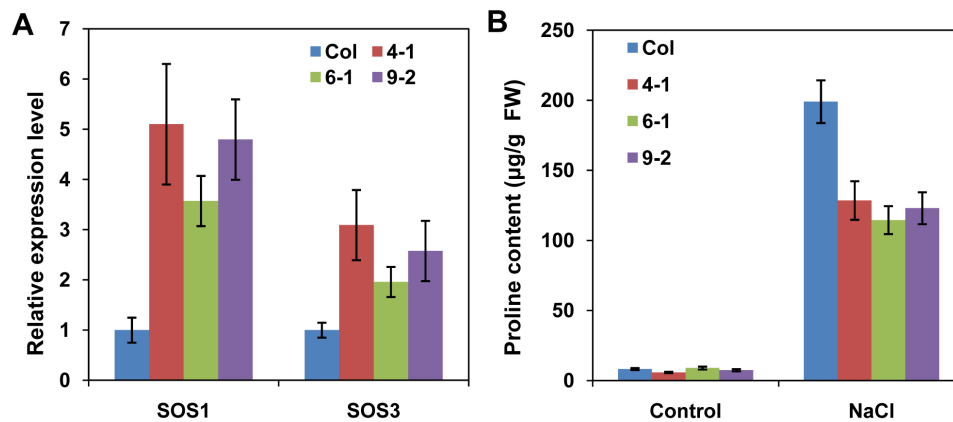 A
Relative expression level
7
6
5
4
3
2
1
0
Col 4-1
6-1 9-2
SOS1 SOS3
B
Proline content (µg/g FW)
250
200
150
100
50
0
Col
4-1
6-1
9-2
Control NaCl